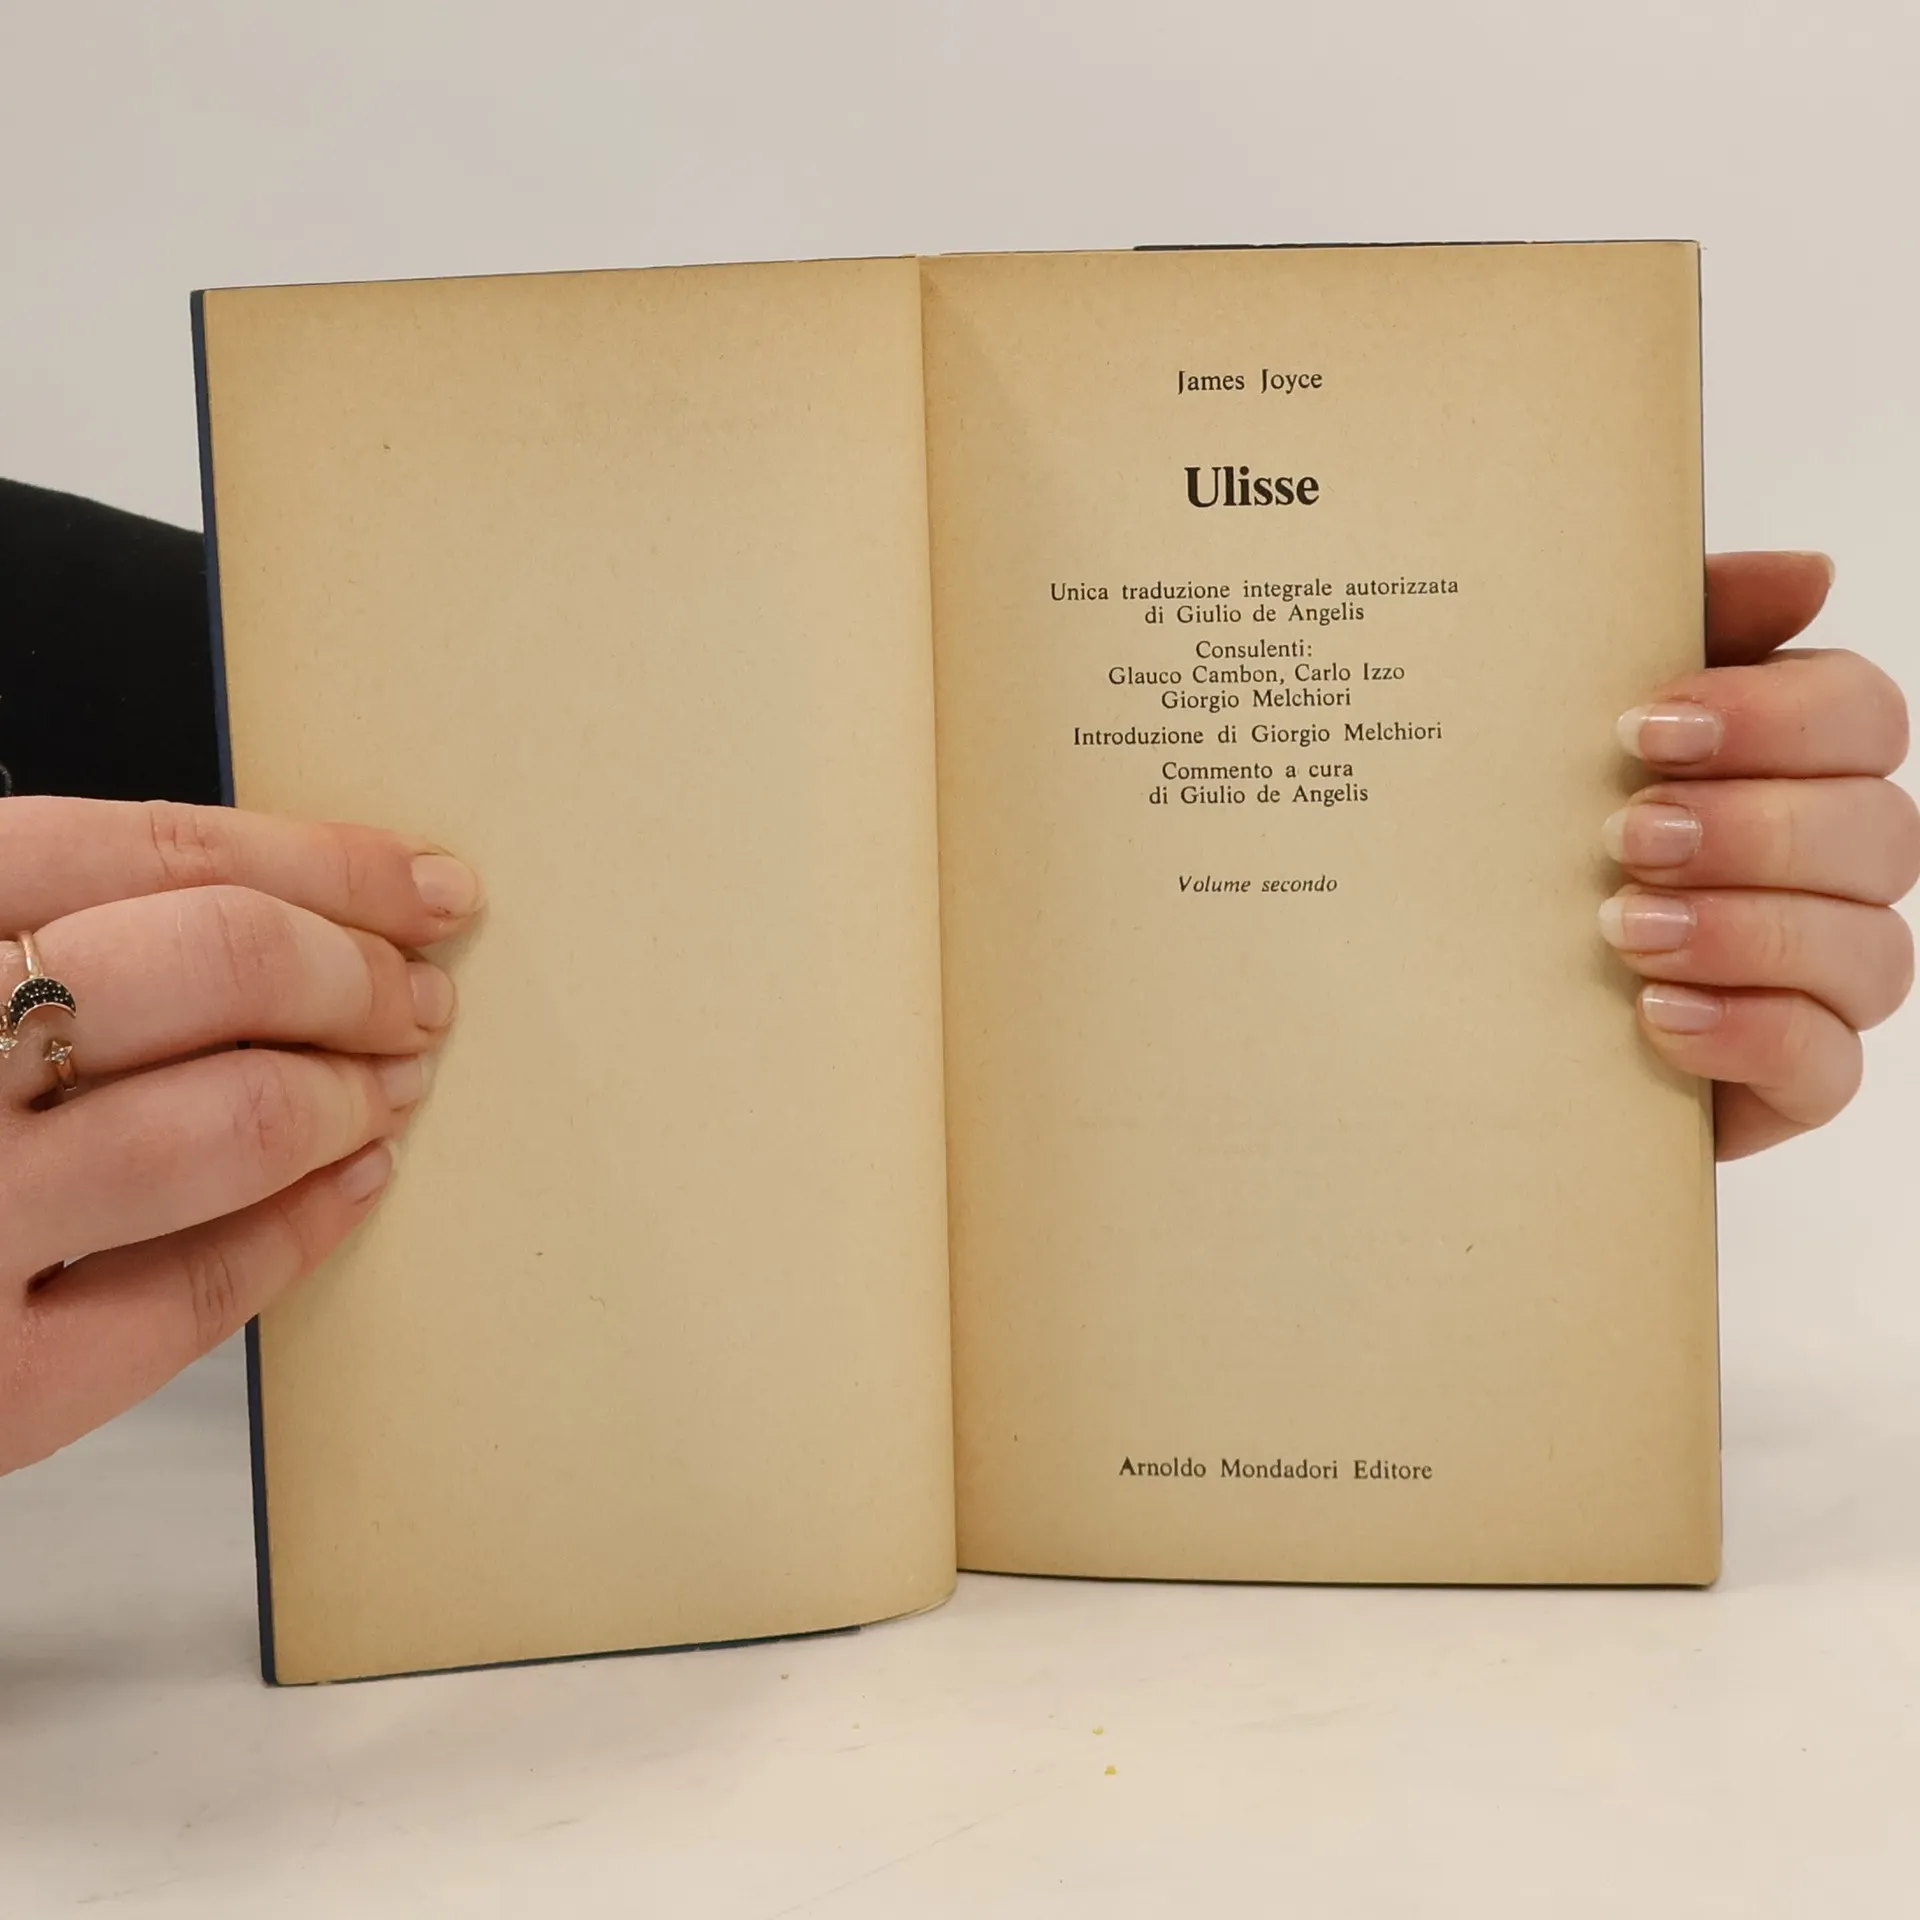 James Joyce
Ulisse
Unica traduzione integrale autorizzata
di Giulio de Angelis
Consulenti:
Glauco Cambon, Carlo Izzo
Giorgio Melchiori
Introduzione di Giorgio Melchiori
Commento a cura
di Giulio de Angelis
Volume secondo
Arnoldo Mondadori Editore